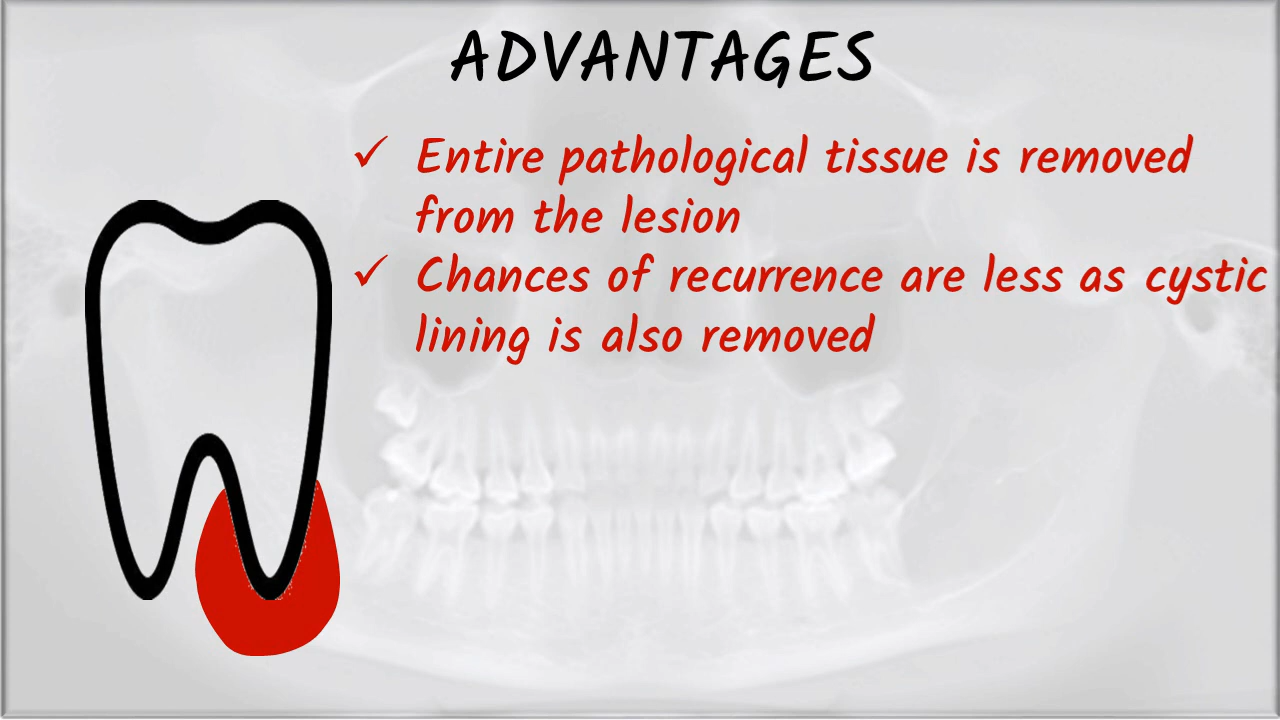 ADVANTAGES
✓ Entire pathological tissue is removed
from the lesion
✓ Chances of recurrence are less as cystic
lining is also removed